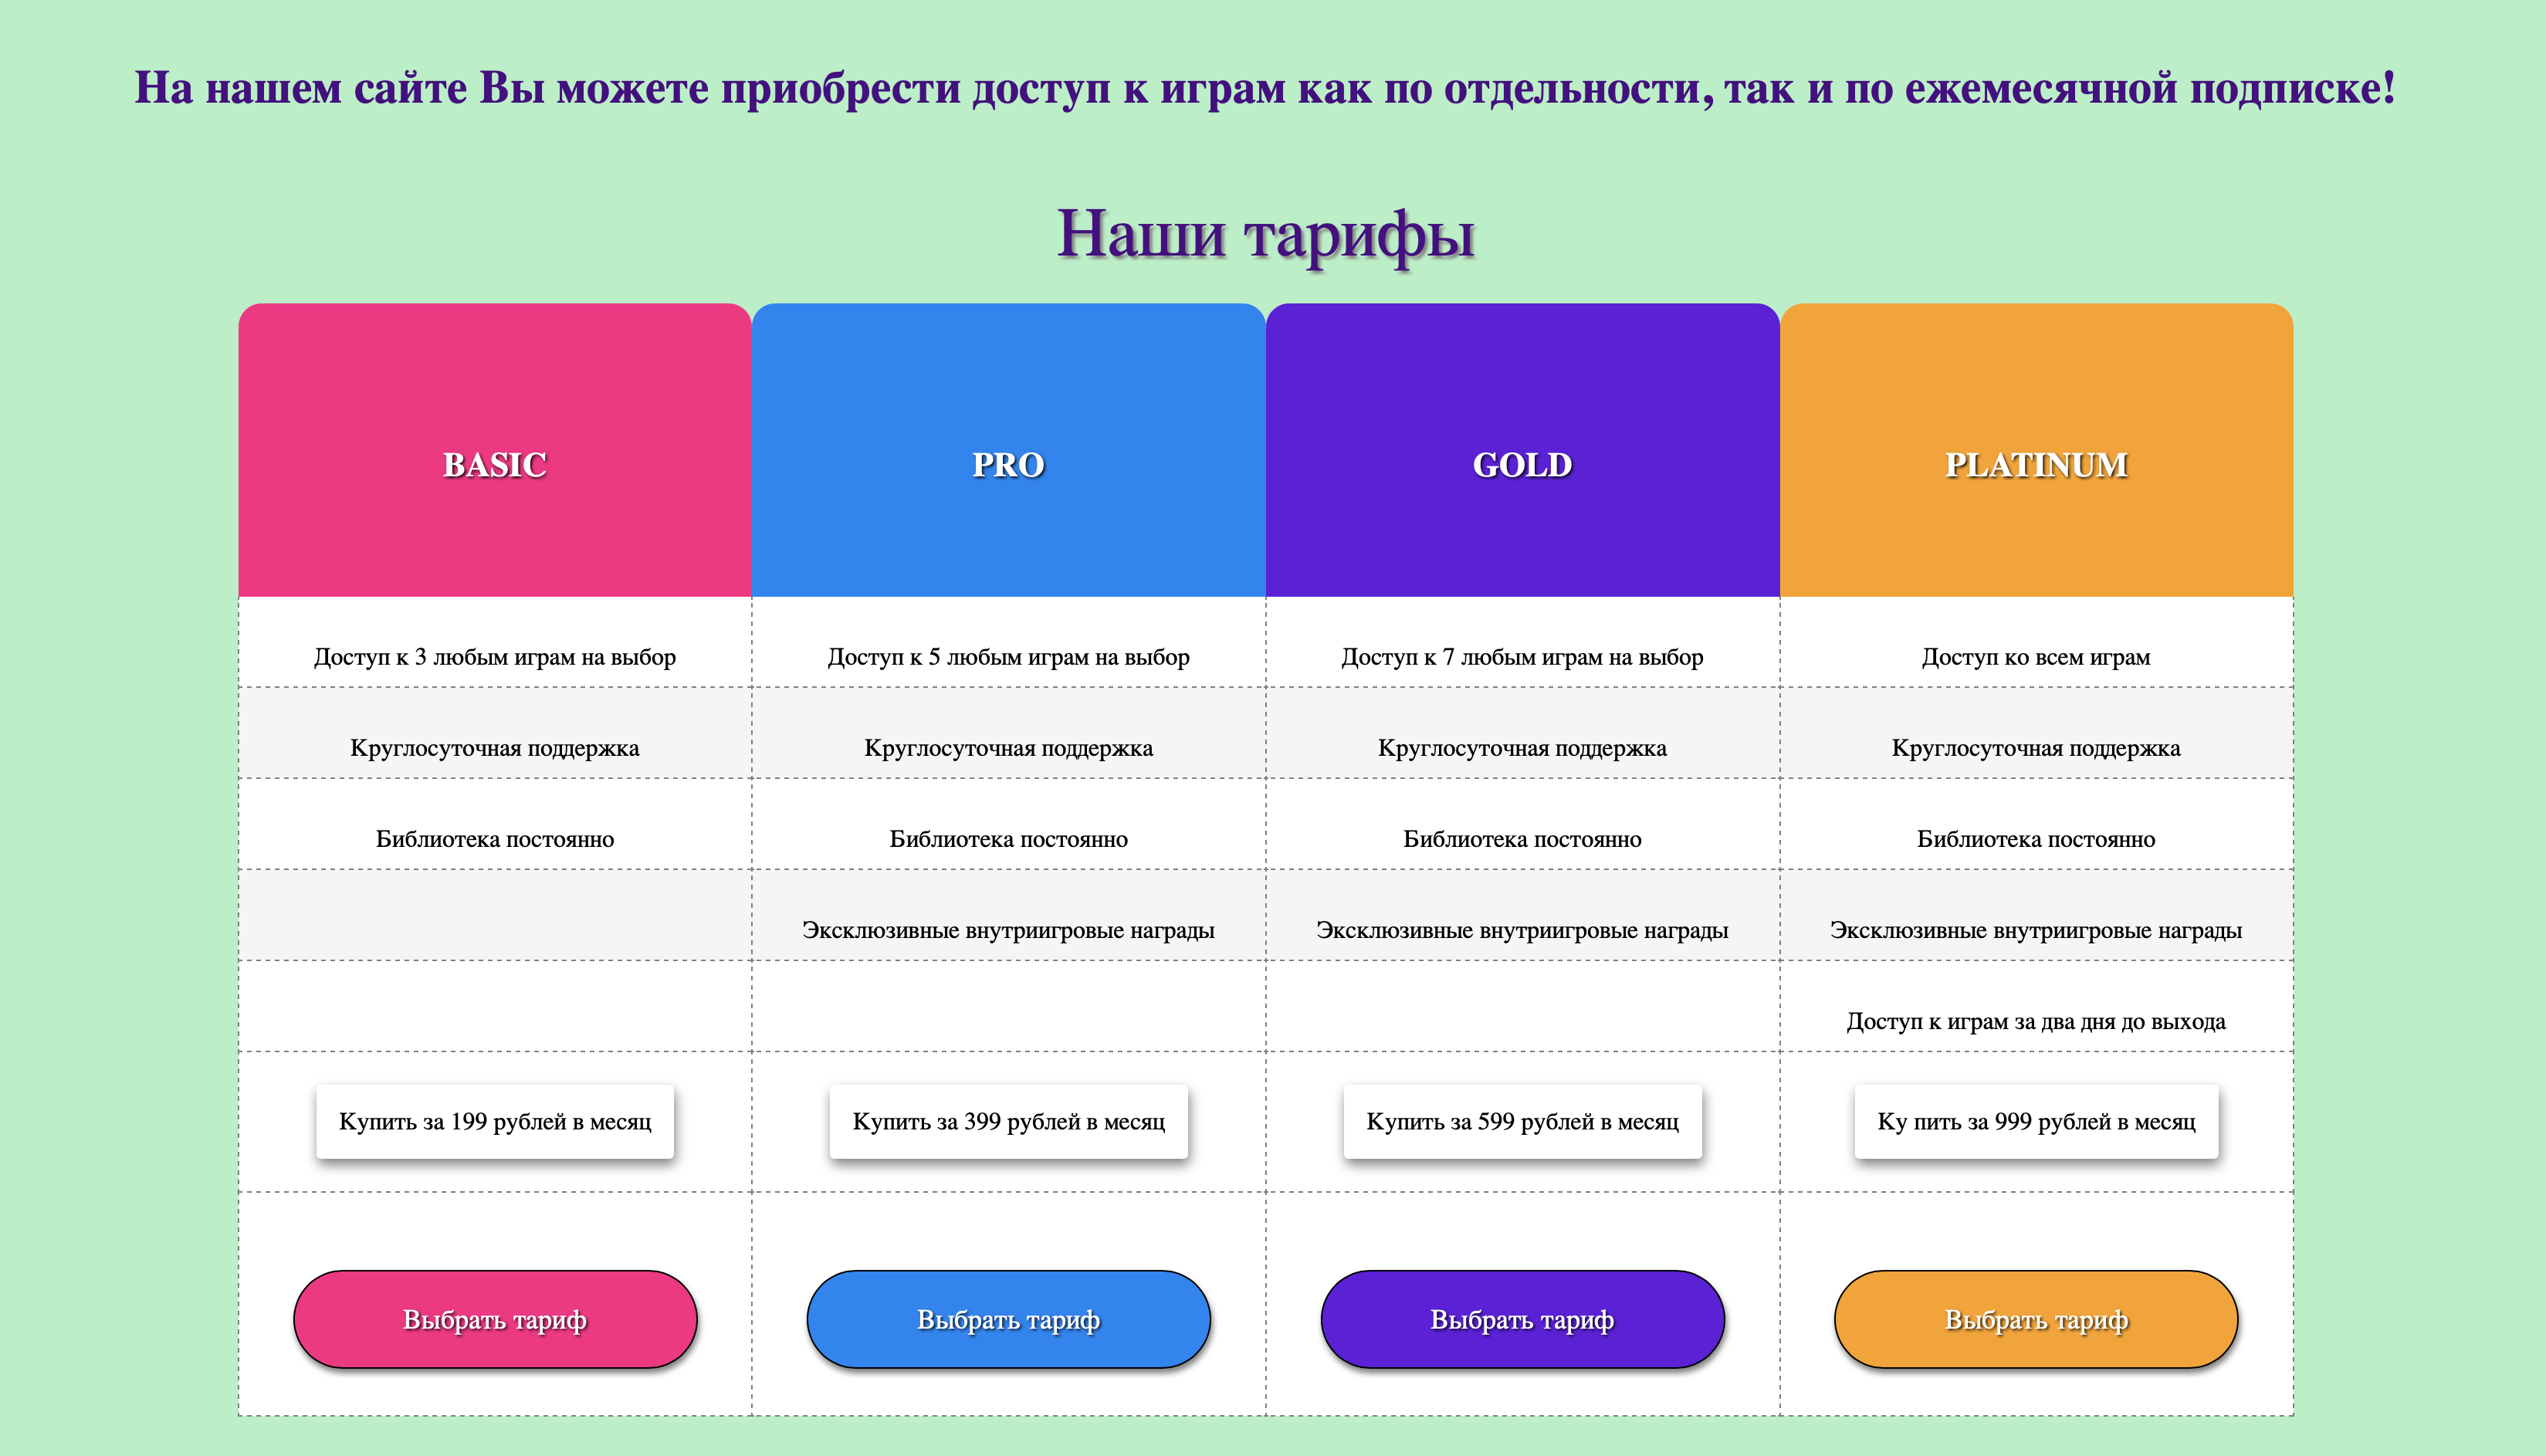 На нашем сайте Вы можете приобрести доступ к играм как по отдельности, так и по ежемесячной подписке!
Наши тарифы
BASIC PRO GOLD PLATINUM
Доступ к 3 любым играм на выбор Доступ к 5 любым играм на выбор Доступ к 7 любым играм на выбор Доступ ко всем играм
Круглосуточная поддержка Круглосуточная поддержка Круглосуточная поддержка Круглосуточная поддержка
Библиотека постоянно Библиотека постоянно Библиотека постоянно Библиотека постоянно
Эксклюзивные внутриигровые награды Эксклюзивные внутриигровые награды Эксклюзивные внутриигровые награды
Доступ к играм за два дня до выхода
Купить за 199 рублей в месяц Купить за 399 рублей в месяц Купить за 599 рублей в месяц Ку пить за 999 рублей в месяц
Выбрать тариф Выбрать тариф Выбрать тариф Выбрать тариф